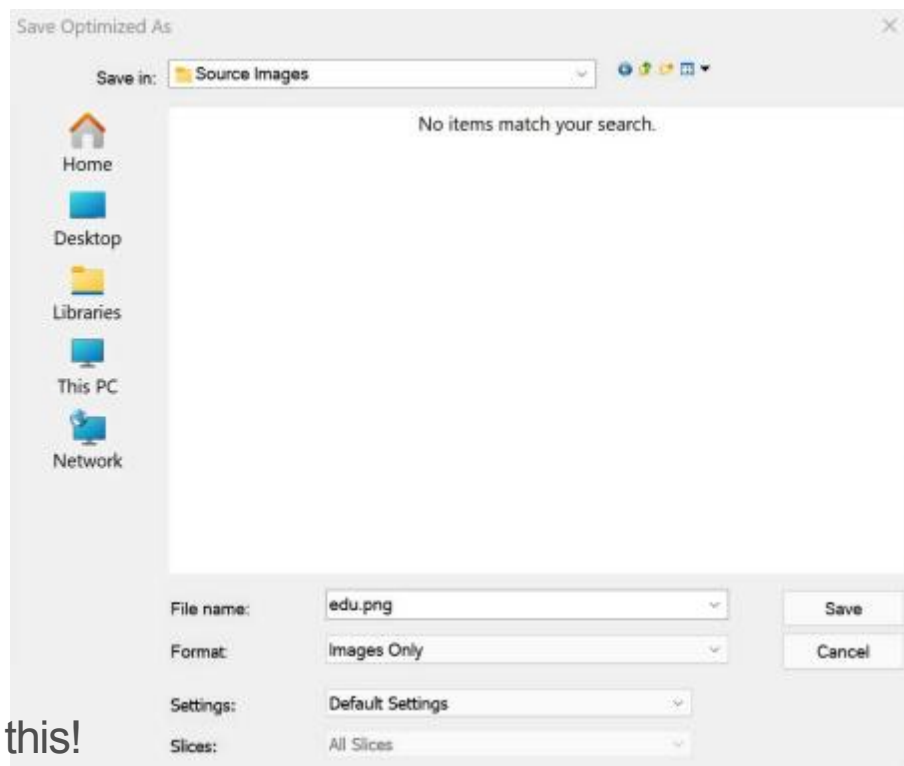 Save Optimized As
Save in: Source Images
No items match your search.
Home
Desktop
Libraries
This PC
Network
File name: edu.png Save
Format: Images Only Cancel
Settings: Default Settings
this!
Slices: All Slices